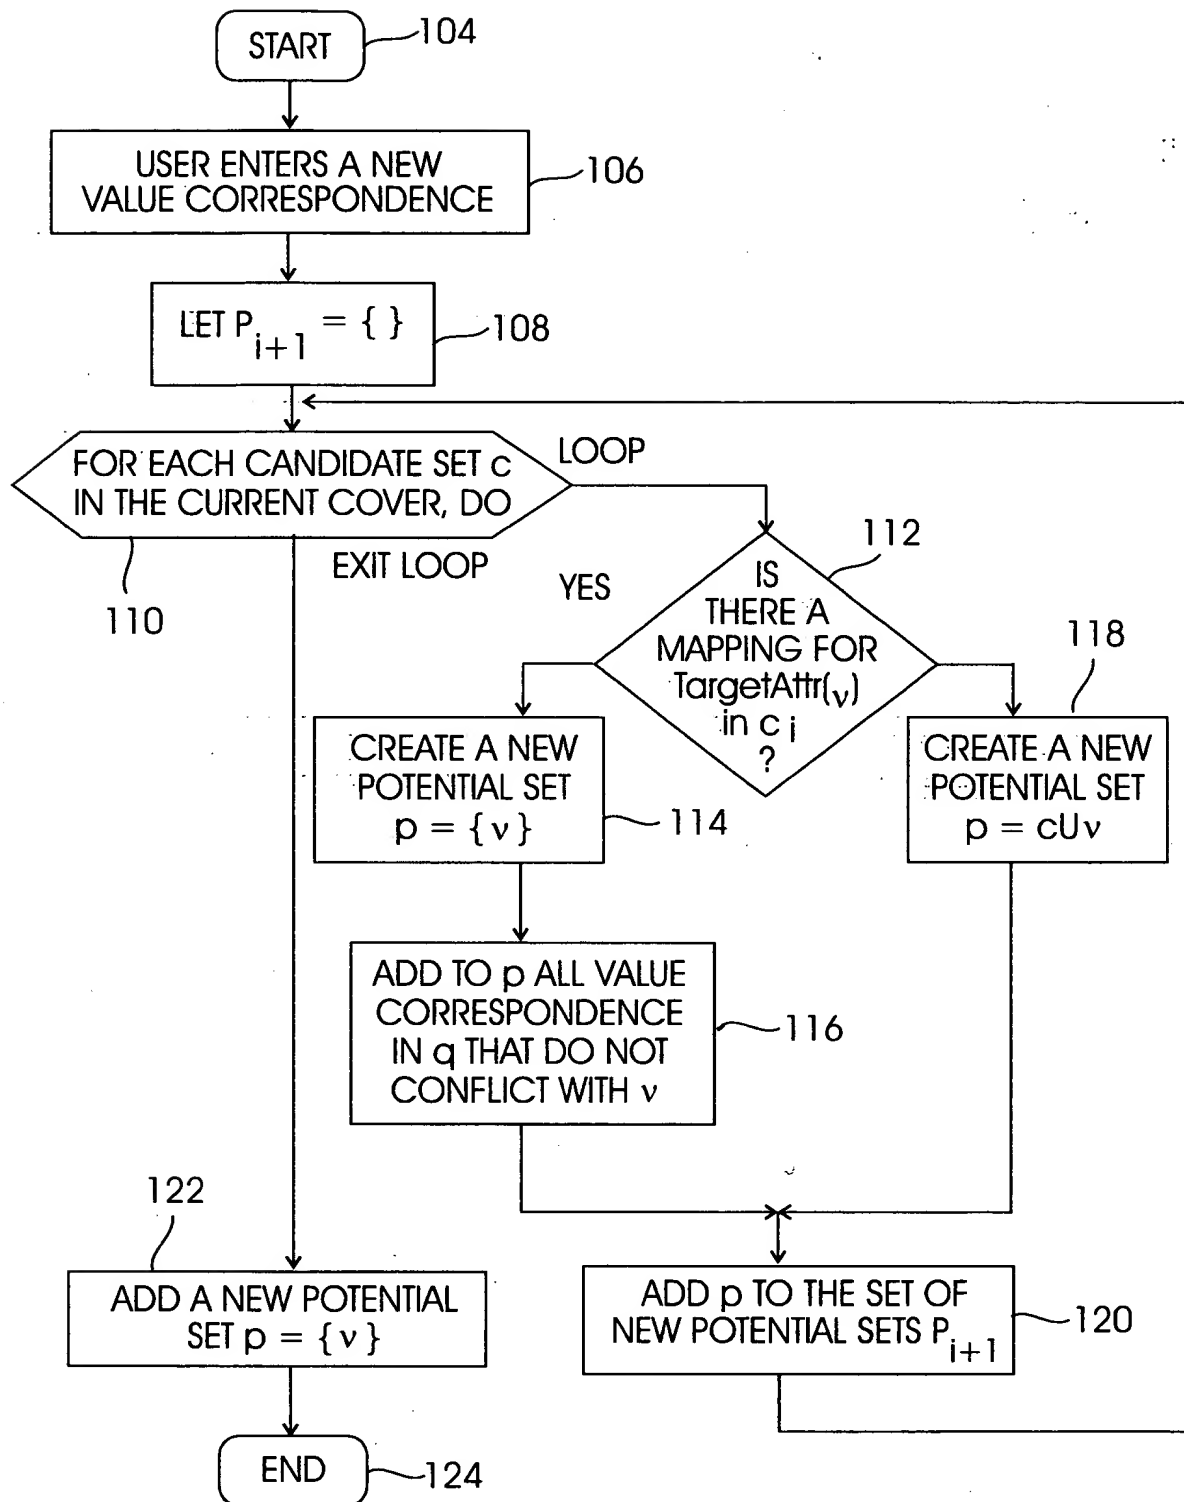 START
104
USER ENTERS A NEW
VALUE CORRESPONDENCE
106
LET P i+1 = { }
108
FOR EACH CANDIDATE SET c
IN THE CURRENT COVER, DO
LOOP
EXIT LOOP
110
YES
112
IS
THERE A
MAPPING FOR
TargetAttr(v)
in c i
?
118
CREATE A NEW
POTENTIAL SET
p = {v}
114
CREATE A NEW
POTENTIAL SET
p = cUv
ADD TO p ALL VALUE
CORRESPONDENCE
IN q THAT DO NOT
CONFLICT WITH v
116
122
ADD A NEW POTENTIAL
SET p = {v}
ADD p TO THE SET OF
NEW POTENTIAL SETS P i+1
120
END
124